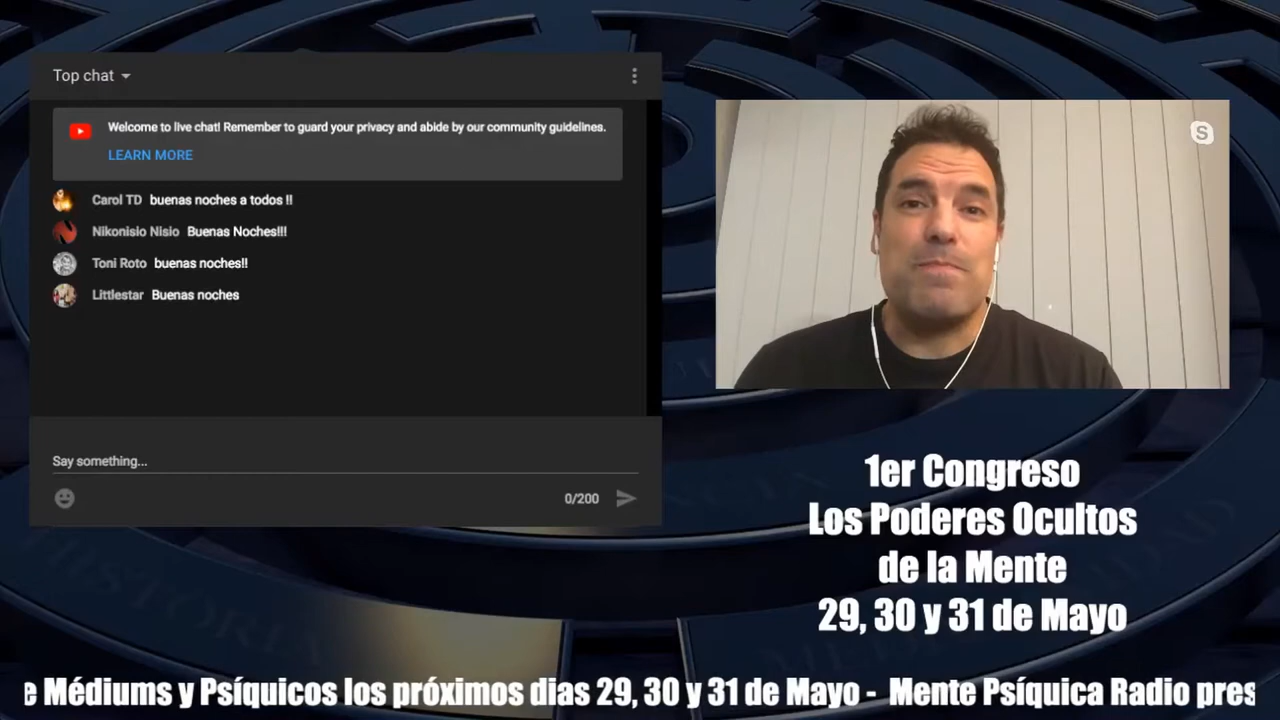 Top chat
Welcome to live chat! Remember to guard your privacy and abide by our community guidelines.
LEARN MORE
Carol TD buenas noches a todos !!
Nikonisio Nisio Buenas Noches!!!
Toni Roto buenas noches!!
Littlestar Buenas noches
Say something...
0/200
1er Congreso
Los Poderes Ocultos
de la Mente
29, 30 y 31 de Mayo
e Médiums y Psíquicos los próximos dias 29, 30 y 31 de Mayo - Mente Psíquica Radio pres